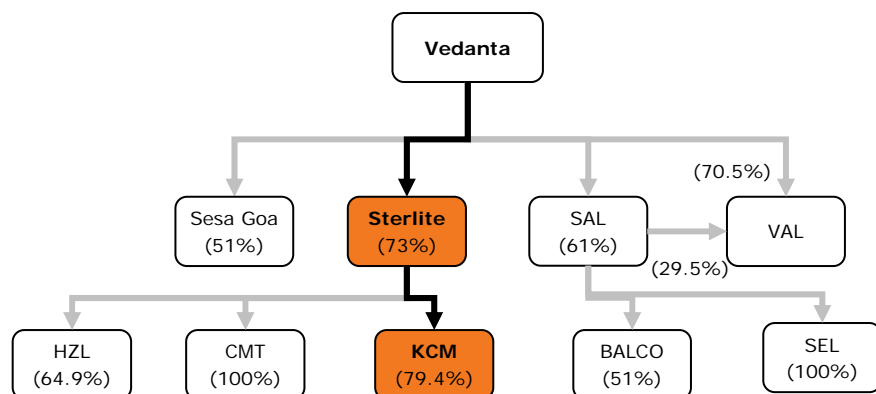 Vedanta
(70.5%)
Sesa Goa
(51%)
Sterlite
(73%)
SAL
(61%)
VAL
(29.5%)
HZL
(64.9%)
CMT
(100%)
KCM
(79.4%)
BALCO
(51%)
SEL
(100%)